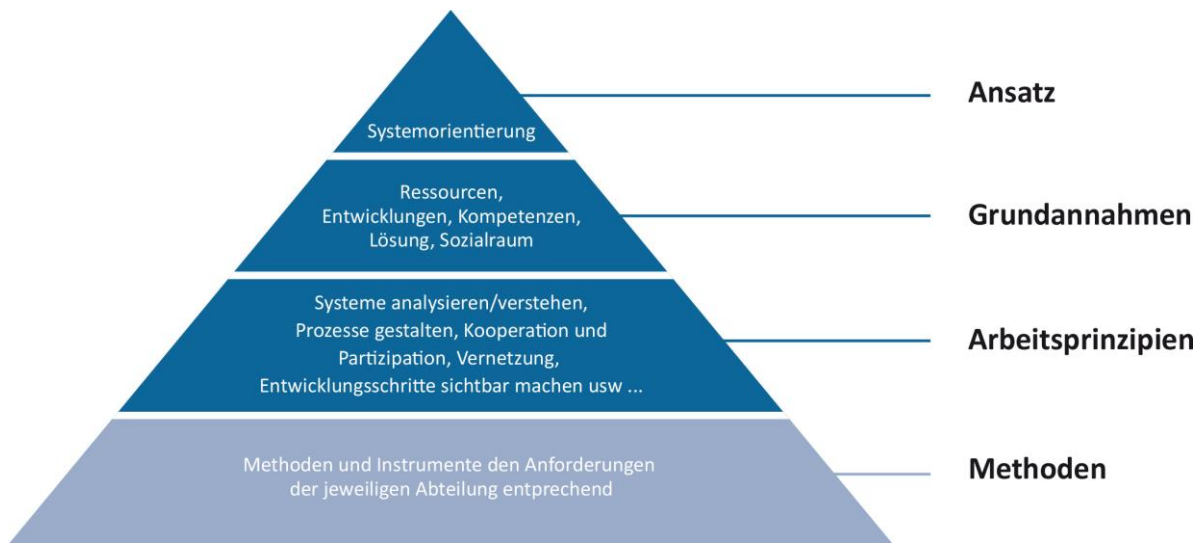 Systemorientierung
Ansatz
Ressourcen,
Entwicklungen, Kompetenzen,
Lösung, Sozialraum
Grundannahmen
Systeme analysieren/verstehen,
Prozesse gestalten, Kooperation und
Partizipation, Vernetzung,
Entwicklungsschritte sichtbar machen usw ...
Arbeitsprinzipien
Methoden und Instrumente den Anforderungen
der jeweiligen Abteilung entprechend
Methoden